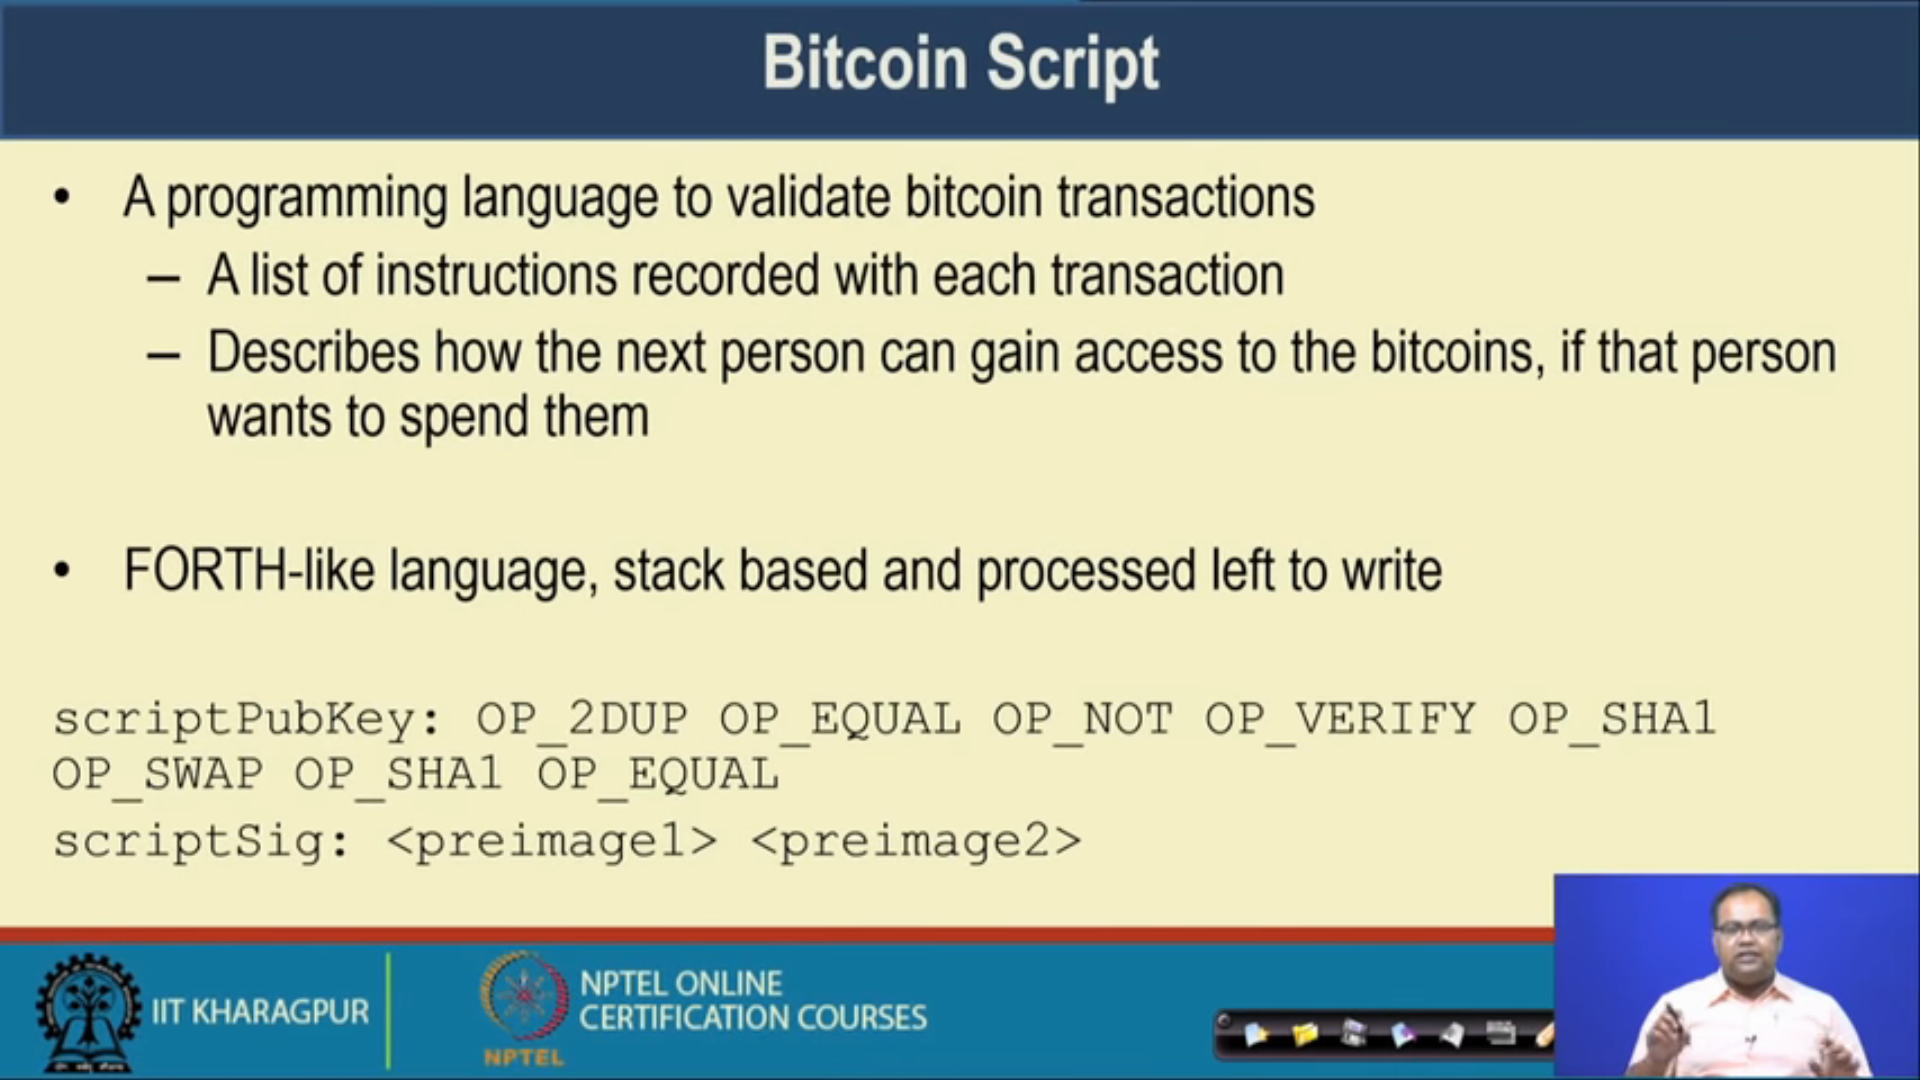 Bitcoin Script
• A programming language to validate bitcoin transactions
– A list of instructions recorded with each transaction
– Describes how the next person can gain access to the bitcoins, if that person
wants to spend them
• FORTH-like language, stack based and processed left to write
scriptPubKey: OP_2DUP OP_EQUAL OP_NOT OP_VERIFY OP_SHA1
OP_SWAP OP_SHA1 OP_EQUAL
scriptSig: <preimage1> <preimage2>
IIT KHARAGPUR
NPTEL
NPTEL ONLINE
CERTIFICATION COURSES